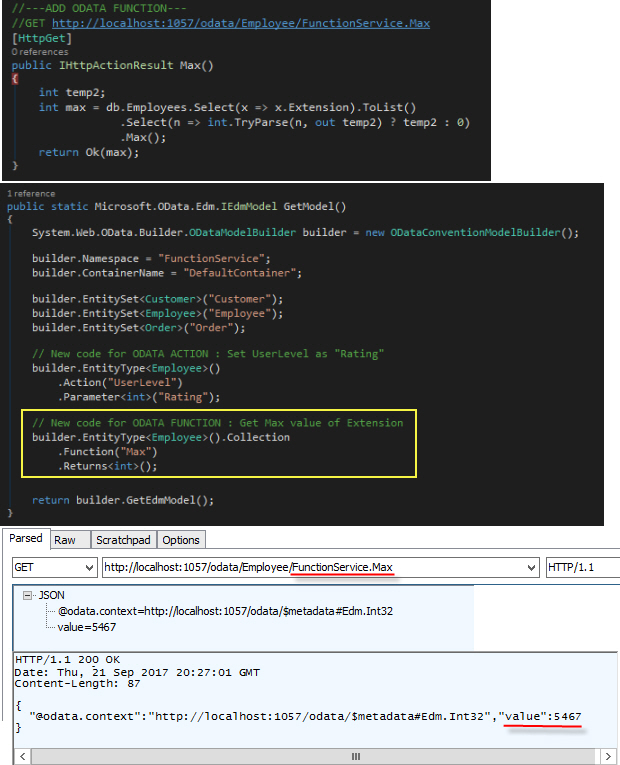 //---ADD ODATA FUNCTION---
//GET http://localhost:1057/odata/Employee/FunctionService.Max
[HttpGet]
0 references
public IHttpActionResult Max()
{
int temp2;
int max = db.Employees.Select(x => x.Extension).ToList()
.Select(n => int.TryParse(n, out temp2) ? temp2 : 0)
.Max();
return Ok(max);
}
1 reference
public static Microsoft.OData.Edm.IEdmModel GetModel()
{
System.Web.OData.Builder.ODataModelBuilder builder = new ODataConventionModelBuilder();
builder.Namespace = "FunctionService";
builder.ContainerName = "DefaultContainer";
builder.EntitySet<Customer>("Customer");
builder.EntitySet<Employee>("Employee");
builder.EntitySet<Order>("Order");
// New code for ODATA ACTION : Set UserLevel as "Rating"
builder.EntityType<Employee>()
.Action("UserLevel")
.Parameter<int>("Rating");
// New code for ODATA FUNCTION : Get Max value of Extension
builder.EntityType<Employee>().Collection
.Function("Max")
.Returns<int>();
return builder.GetEdmModel();
}
Parsed Raw Scratchpad Options
GET http://localhost:1057/odata/Employee/FunctionService.Max HTTP/1.1
JSON
@odata.context=http://localhost:1057/odata/$metadata#Edm.Int32
value=5467
HTTP/1.1 200 OK
Date: Thu, 21 Sep 2017 20:27:01 GMT
Content-Length: 87
{
"@odata.context":"http://localhost:1057/odata/$metadata#Edm.Int32","value":5467
}